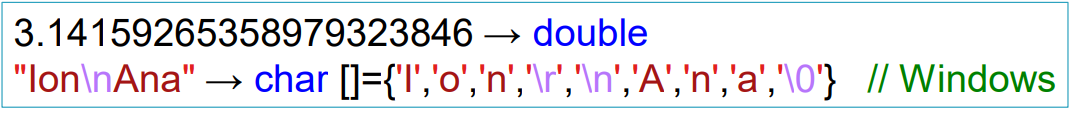 3.14159265358979323846 → double
"Ion\nAna" → char []={'I','o','n','\r','\n','A','n','a','\0'} // Windows